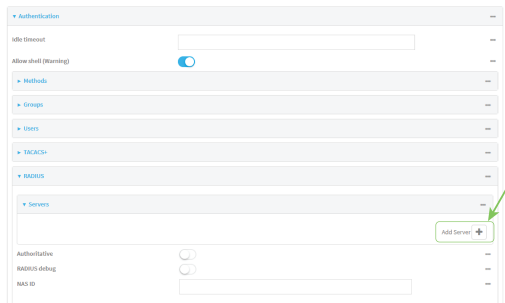 Authentication
Idle timeout
Allow shell (Warning)
Methods
Groups
Users
TACACS+
RADIUS
Servers
Add Server
Authoritative
RADIUS debug
NAS ID